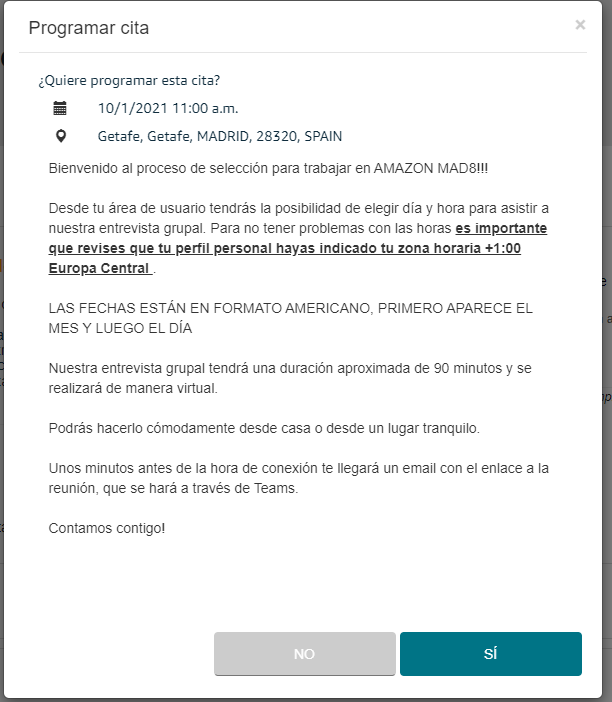 Programar cita
×
¿Quiere programar esta cita?
10/1/2021 11:00 a.m.
Getafe, Getafe, MADRID, 28320, SPAIN
Bienvenido al proceso de selección para trabajar en AMAZON MAD8!!!
Desde tu área de usuario tendrás la posibilidad de elegir día y hora para asistir a
nuestra entrevista grupal. Para no tener problemas con las horas es importante
que revises que tu perfil personal hayas indicado tu zona horaria +1:00
Europa Central .
LAS FECHAS ESTÁN EN FORMATO AMERICANO, PRIMERO APARECE EL
MES Y LUEGO EL DÍA
Nuestra entrevista grupal tendrá una duración aproximada de 90 minutos y se
realizará de manera virtual.
Podrás hacerlo cómodamente desde casa o desde un lugar tranquilo.
Unos minutos antes de la hora de conexión te llegará un email con el enlace a la
reunión, que se hará a través de Teams.
Contamos contigo!
NO
SÍ